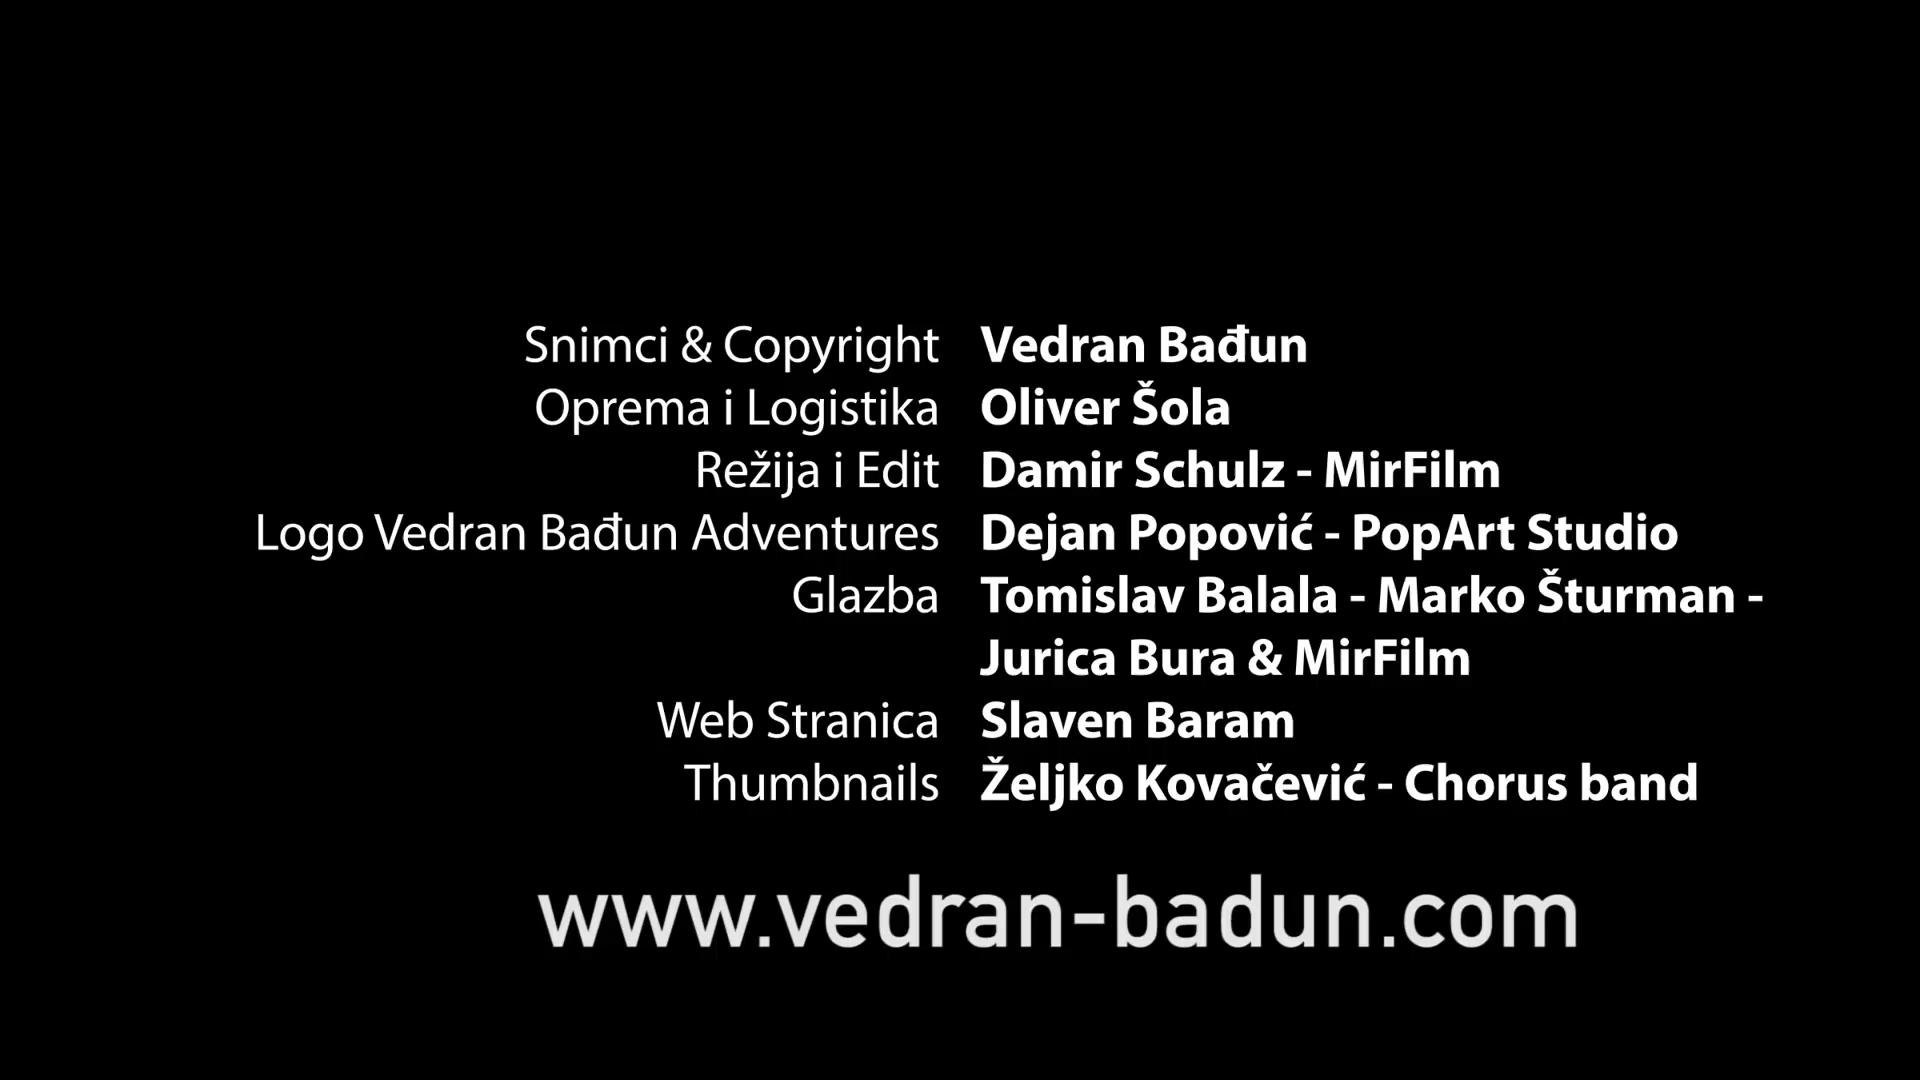 Snimci & Copyright Vedran Bađun
Oprema i Logistika Oliver Šola
Režija i Edit Damir Schulz - MirFilm
Logo Vedran Bađun Adventures Dejan Popović - PopArt Studio
Glazba Tomislav Balala - Marko Šturman -
Jurica Bura & MirFilm
Web Stranica Slaven Baram
Thumbnails Željko Kovačević - Chorus band
www.vedran-badun.com